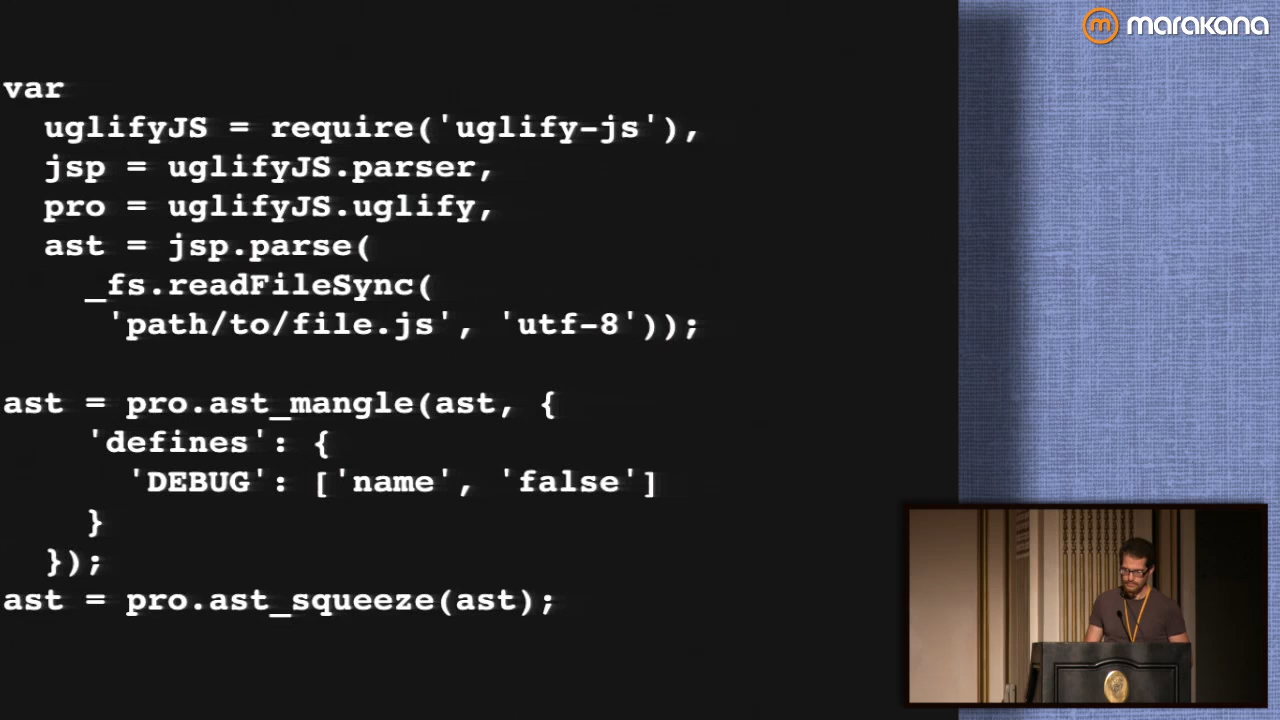 marakana
var
uglifyJS = require('uglify-js'),
jsp = uglifyJS.parser,
pro = uglifyJS.uglify,
ast = jsp.parse(
_fs.readFileSync(
'path/to/file.js', 'utf-8'));
ast = pro.ast_mangle(ast, {
'defines': {
'DEBUG': ['name', 'false']
}
});
ast = pro.ast_squeeze(ast);